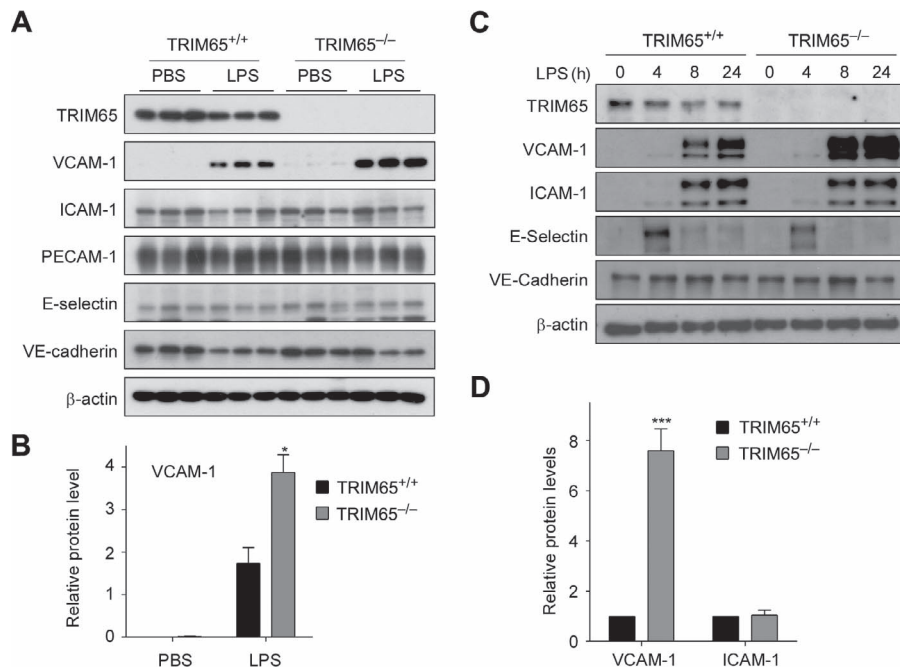 A
TRIM65+/+ TRIM65–/–
PBS LPS PBS LPS
TRIM65
VCAM-1
ICAM-1
PECAM-1
E-selectin
VE-cadherin
β-actin
B
Relative protein level
4
3
2
1
0
VCAM-1
*
TRIM65+/+
TRIM65–/–
PBS LPS
C
TRIM65+/+ TRIM65–/–
LPS (h) 0 4 8 24 0 4 8 24
TRIM65
VCAM-1
ICAM-1
E-Selectin
VE-Cadherin
β-actin
D
Relative protein levels
8
6
4
2
0
***
TRIM65+/+
TRIM65–/–
VCAM-1 ICAM-1